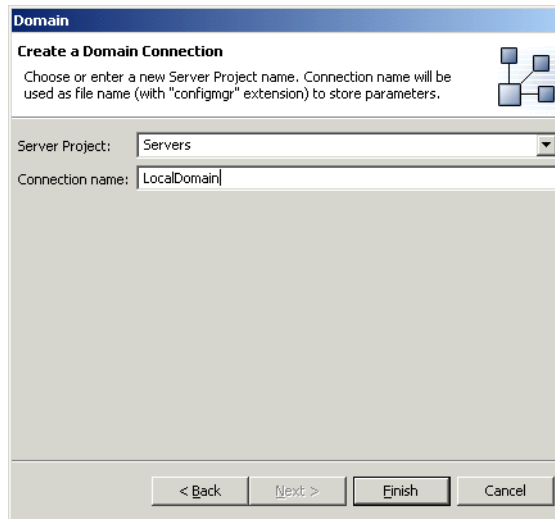 Domain
Create a Domain Connection
Choose or enter a new Server Project name. Connection name will be
used as file name (with "configmgr" extension) to store parameters.
Server Project: Servers
Connection name: LocalDomain
< Back Next > Finish Cancel